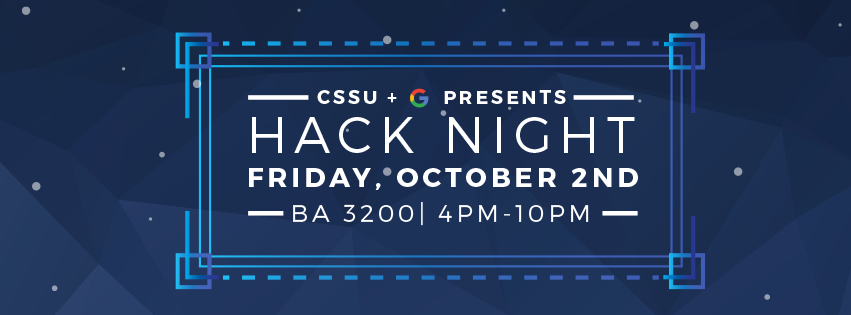 CSSU + G PRESENTS
HACK NIGHT
FRIDAY, OCTOBER 2ND
BA 3200| 4PM-10PM